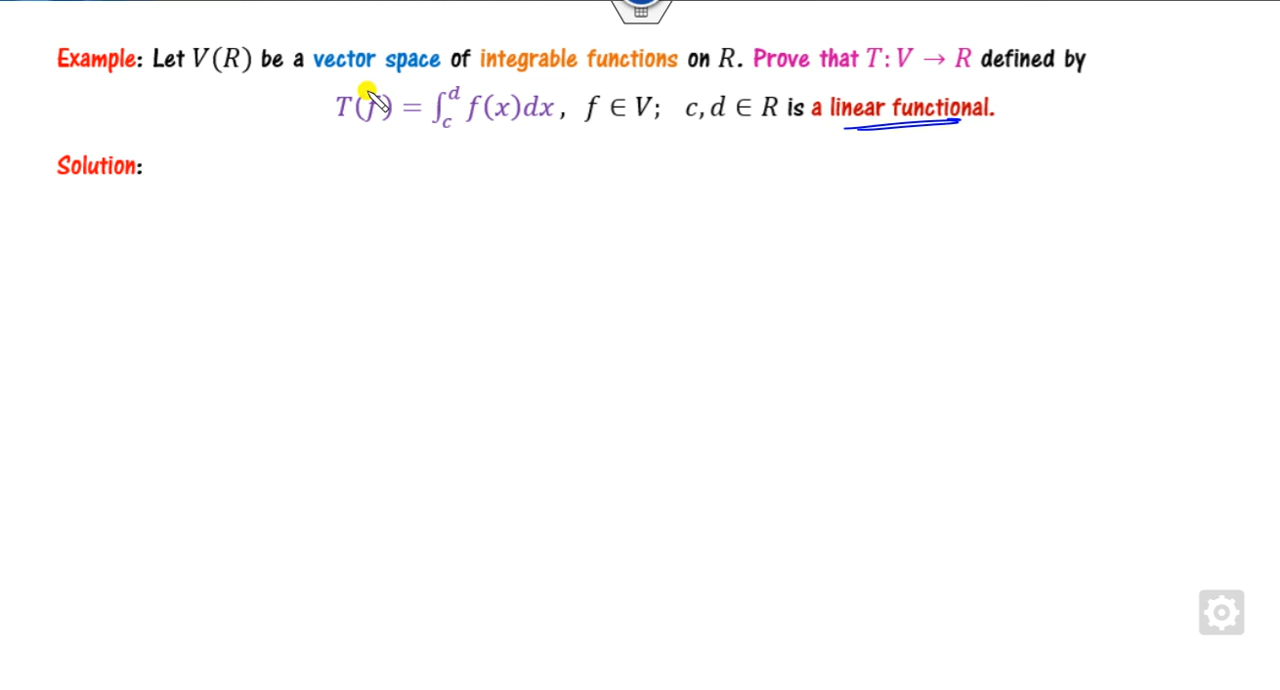 Example: Let V(R) be a vector space of integrable functions on R. Prove that T: V → R defined by
T(f) = ∫_c^d f(x)dx, f ∈ V; c, d ∈ R is a linear functional.
Solution: